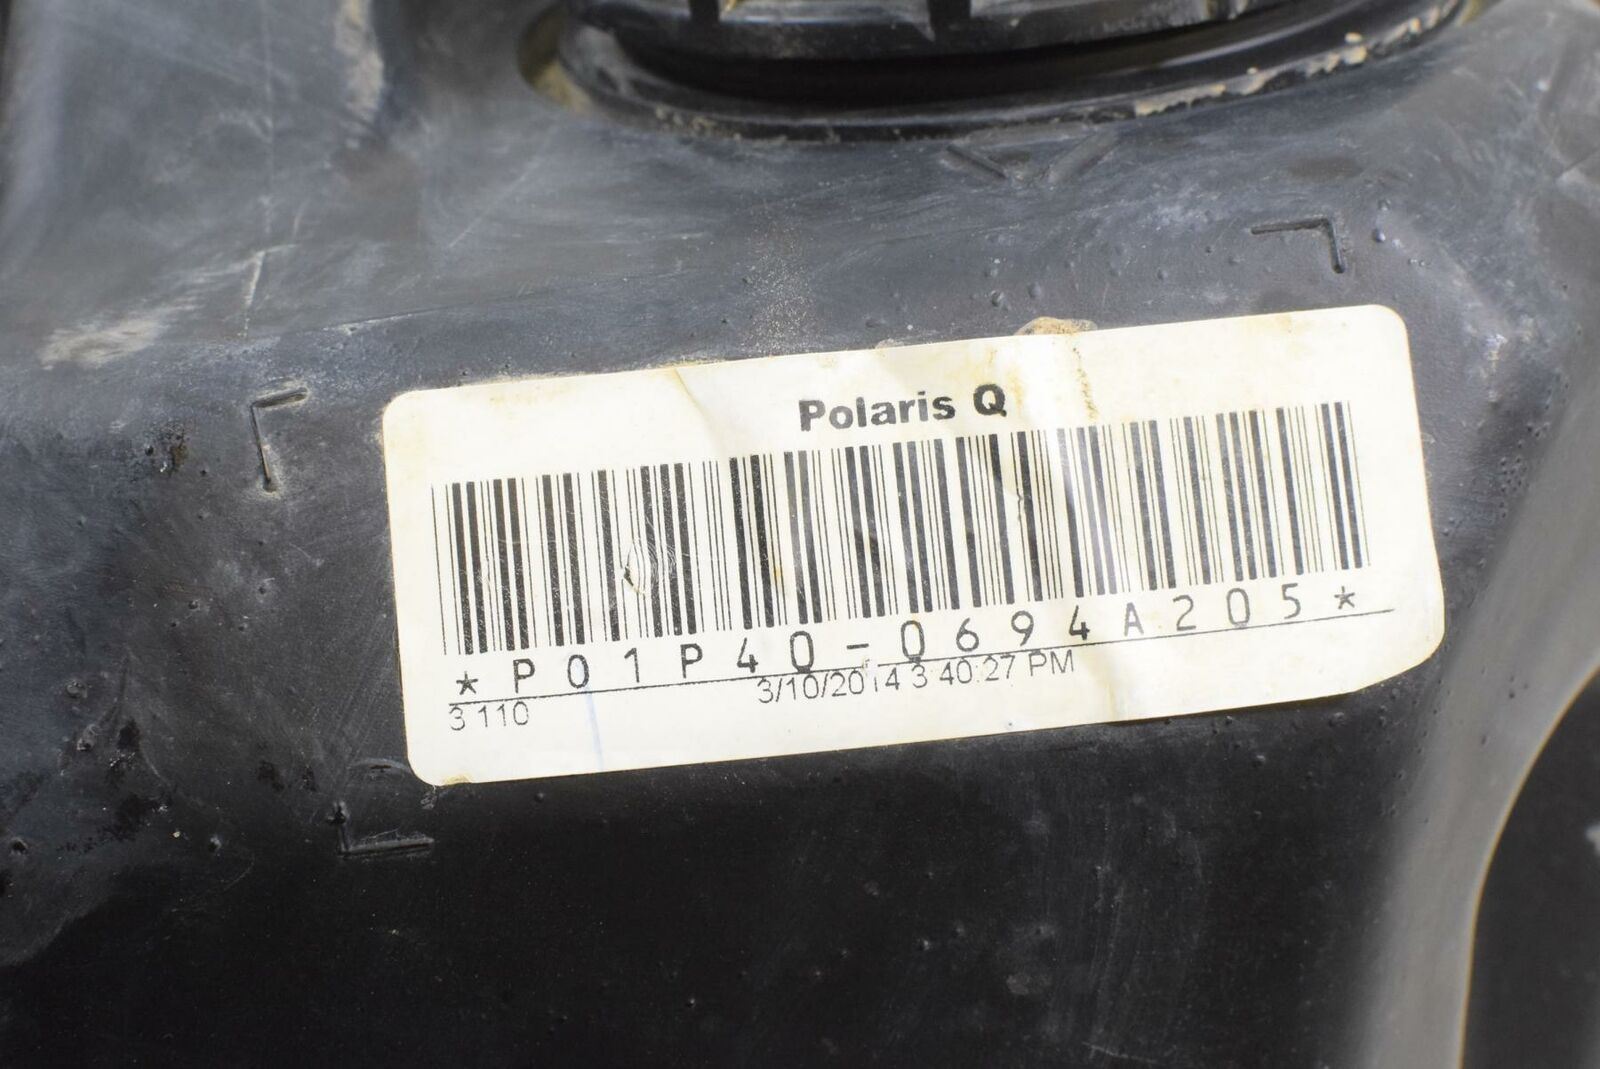 Polaris Q
*P01P40-0694A205*
3/10/2014 3:40:27 PM
3 110